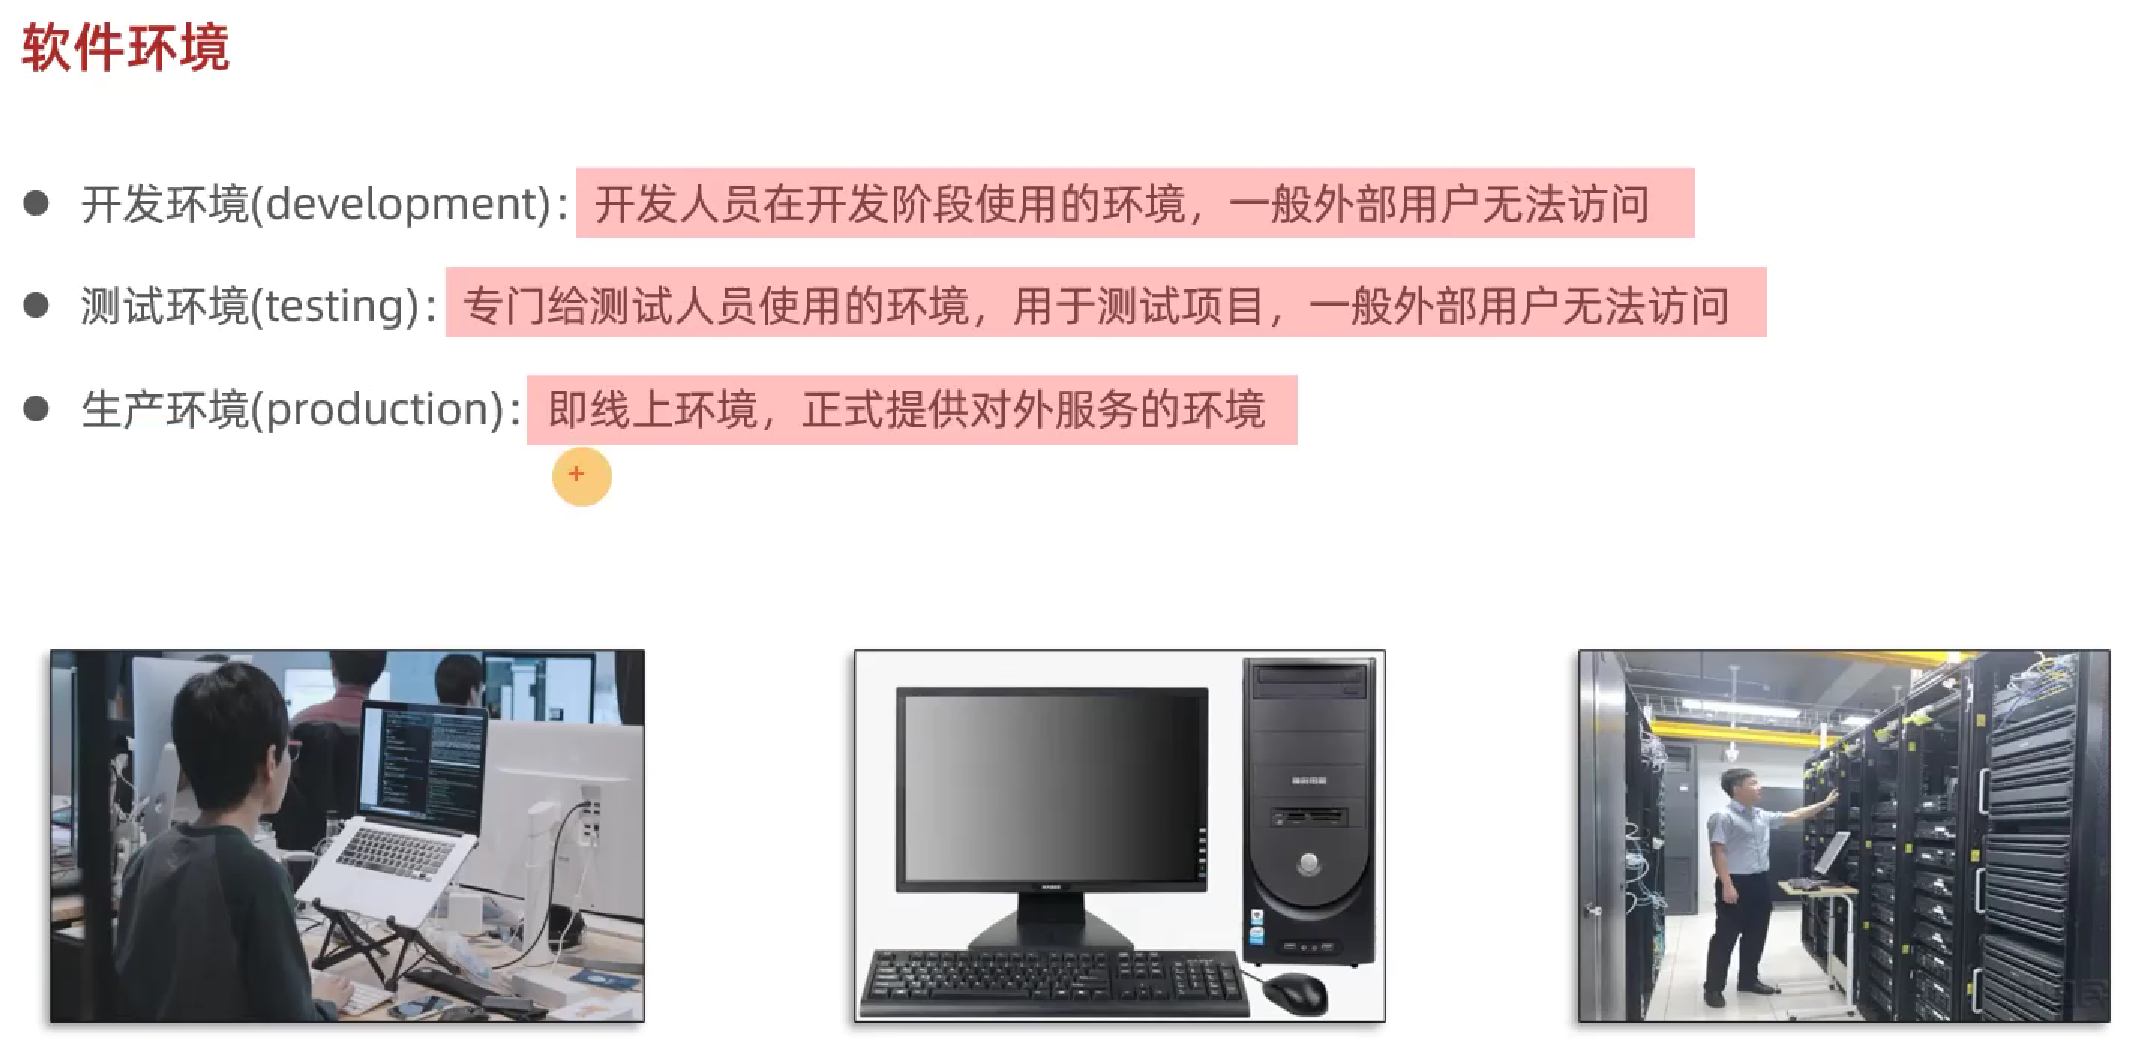 软件环境
开发环境(development)：开发人员在开发阶段使用的环境，一般外部用户无法访问
测试环境(testing)：专门给测试人员使用的环境，用于测试项目，一般外部用户无法访问
生产环境(production)：即线上环境，正式提供对外服务的环境